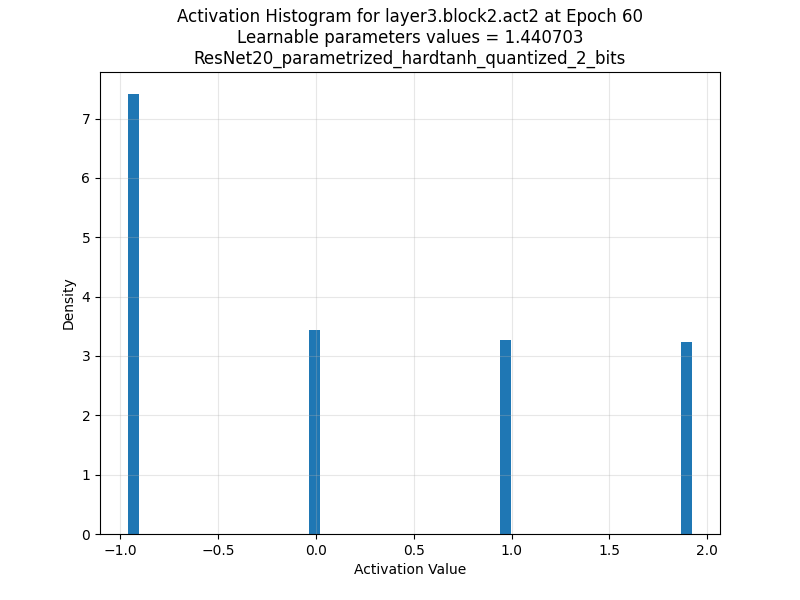 Activation Histogram for layer3.block2.act2 at Epoch 60
Learnable parameters values = 1.440703
ResNet20_parametrized_hardtanh_quantized_2_bits
7
6
5
4
3
2
1
0
Density
−1.0 −0.5 0.0 0.5 1.0 1.5 2.0
Activation Value